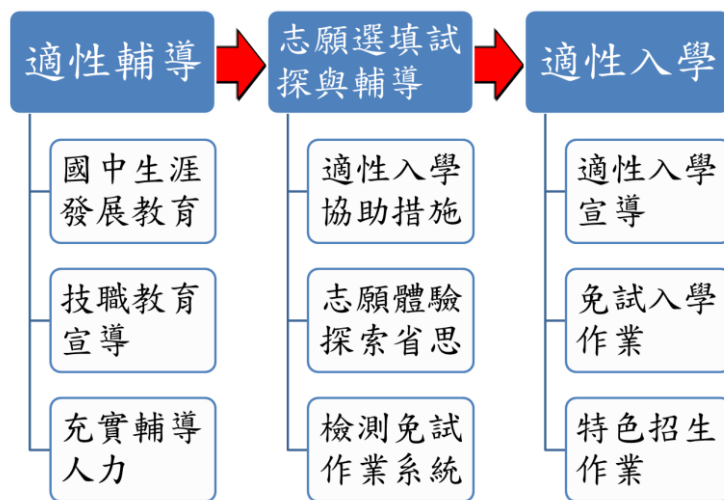 適性輔導
國中生涯
發展教育
技職教育
宣導
充實輔導
人力
志願選填試
探與輔導
適性入學
協助措施
志願體驗
探索省思
檢測免試
作業系統
適性入學
適性入學
宣導
免試入學
作業
特色招生
作業